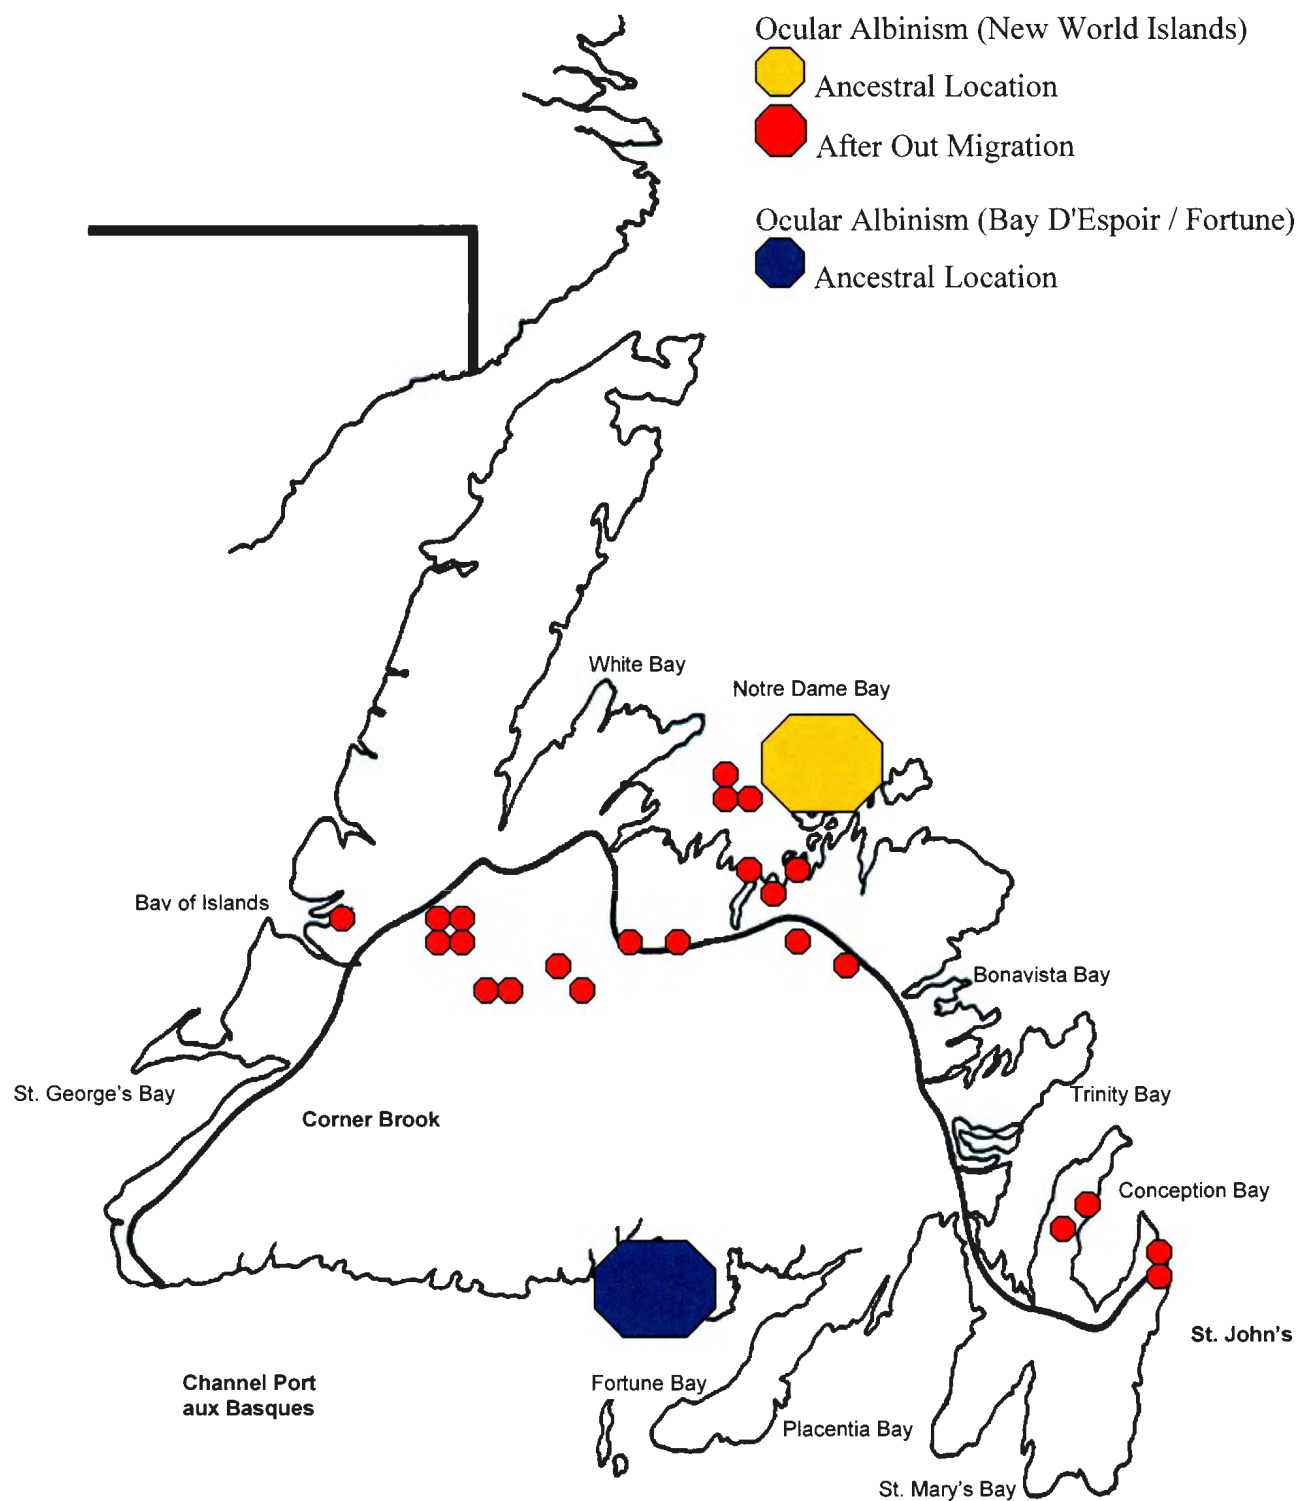 Ocular Albinism (New World Islands)
Ancestral Location
After Out Migration
Ocular Albinism (Bay D'Espoir / Fortune)
Ancestral Location
White Bay
Notre Dame Bay
Bay of Islands
Bonavista Bay
St. George's Bay
Trinity Bay
Corner Brook
Conception Bay
St. John's
Channel Port
aux Basques
Fortune Bay
Placentia Bay
St. Mary's Bay